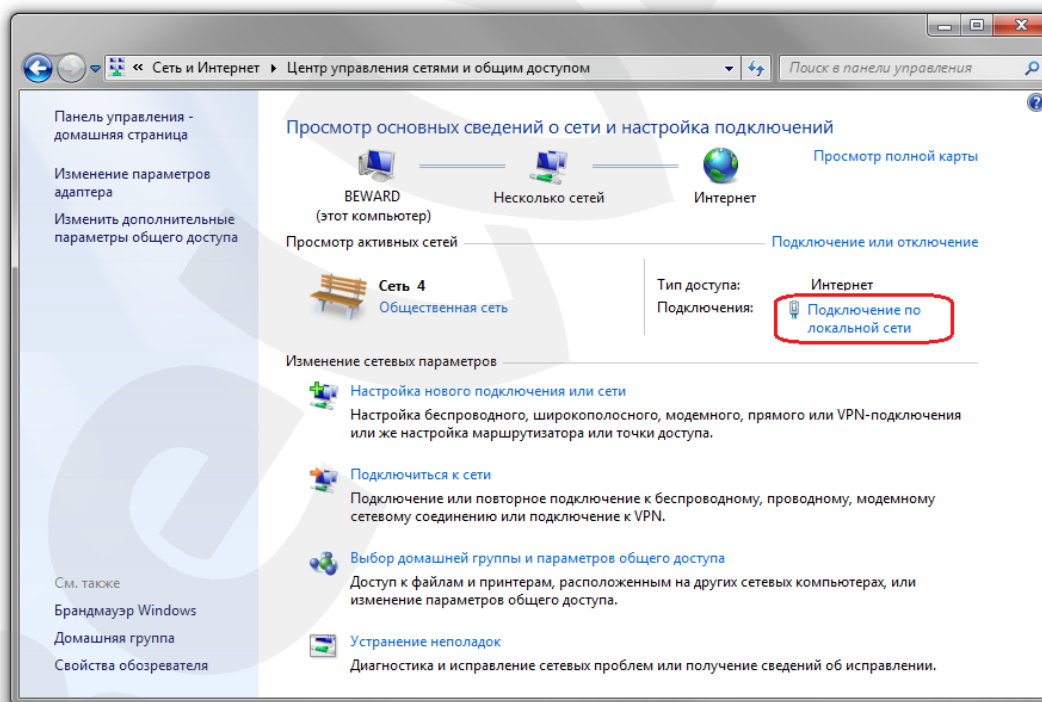 « Сеть и Интернет ▸ Центр управления сетями и общим доступом
Поиск в панели управления
Панель управления -
домашняя страница
Изменение параметров
адаптера
Изменить дополнительные
параметры общего доступа
См. также
Брандмауэр Windows
Домашняя группа
Свойства обозревателя
Просмотр основных сведений о сети и настройка подключений
Просмотр полной карты
BEWARD
(этот компьютер)
Несколько сетей
Интернет
Просмотр активных сетей
Подключение или отключение
Сеть 4
Общественная сеть
Тип доступа: Интернет
Подключения: Подключение по
локальной сети
Изменение сетевых параметров
Настройка нового подключения или сети
Настройка беспроводного, широкополосного, модемного, прямого или VPN-подключения
или же настройка маршрутизатора или точки доступа.
Подключиться к сети
Подключение или повторное подключение к беспроводному, проводному, модемному
сетевому соединению или подключение к VPN.
Выбор домашней группы и параметров общего доступа
Доступ к файлам и принтерам, расположенным на других сетевых компьютерах, или
изменение параметров общего доступа.
Устранение неполадок
Диагностика и исправление сетевых проблем или получение сведений об исправлении.